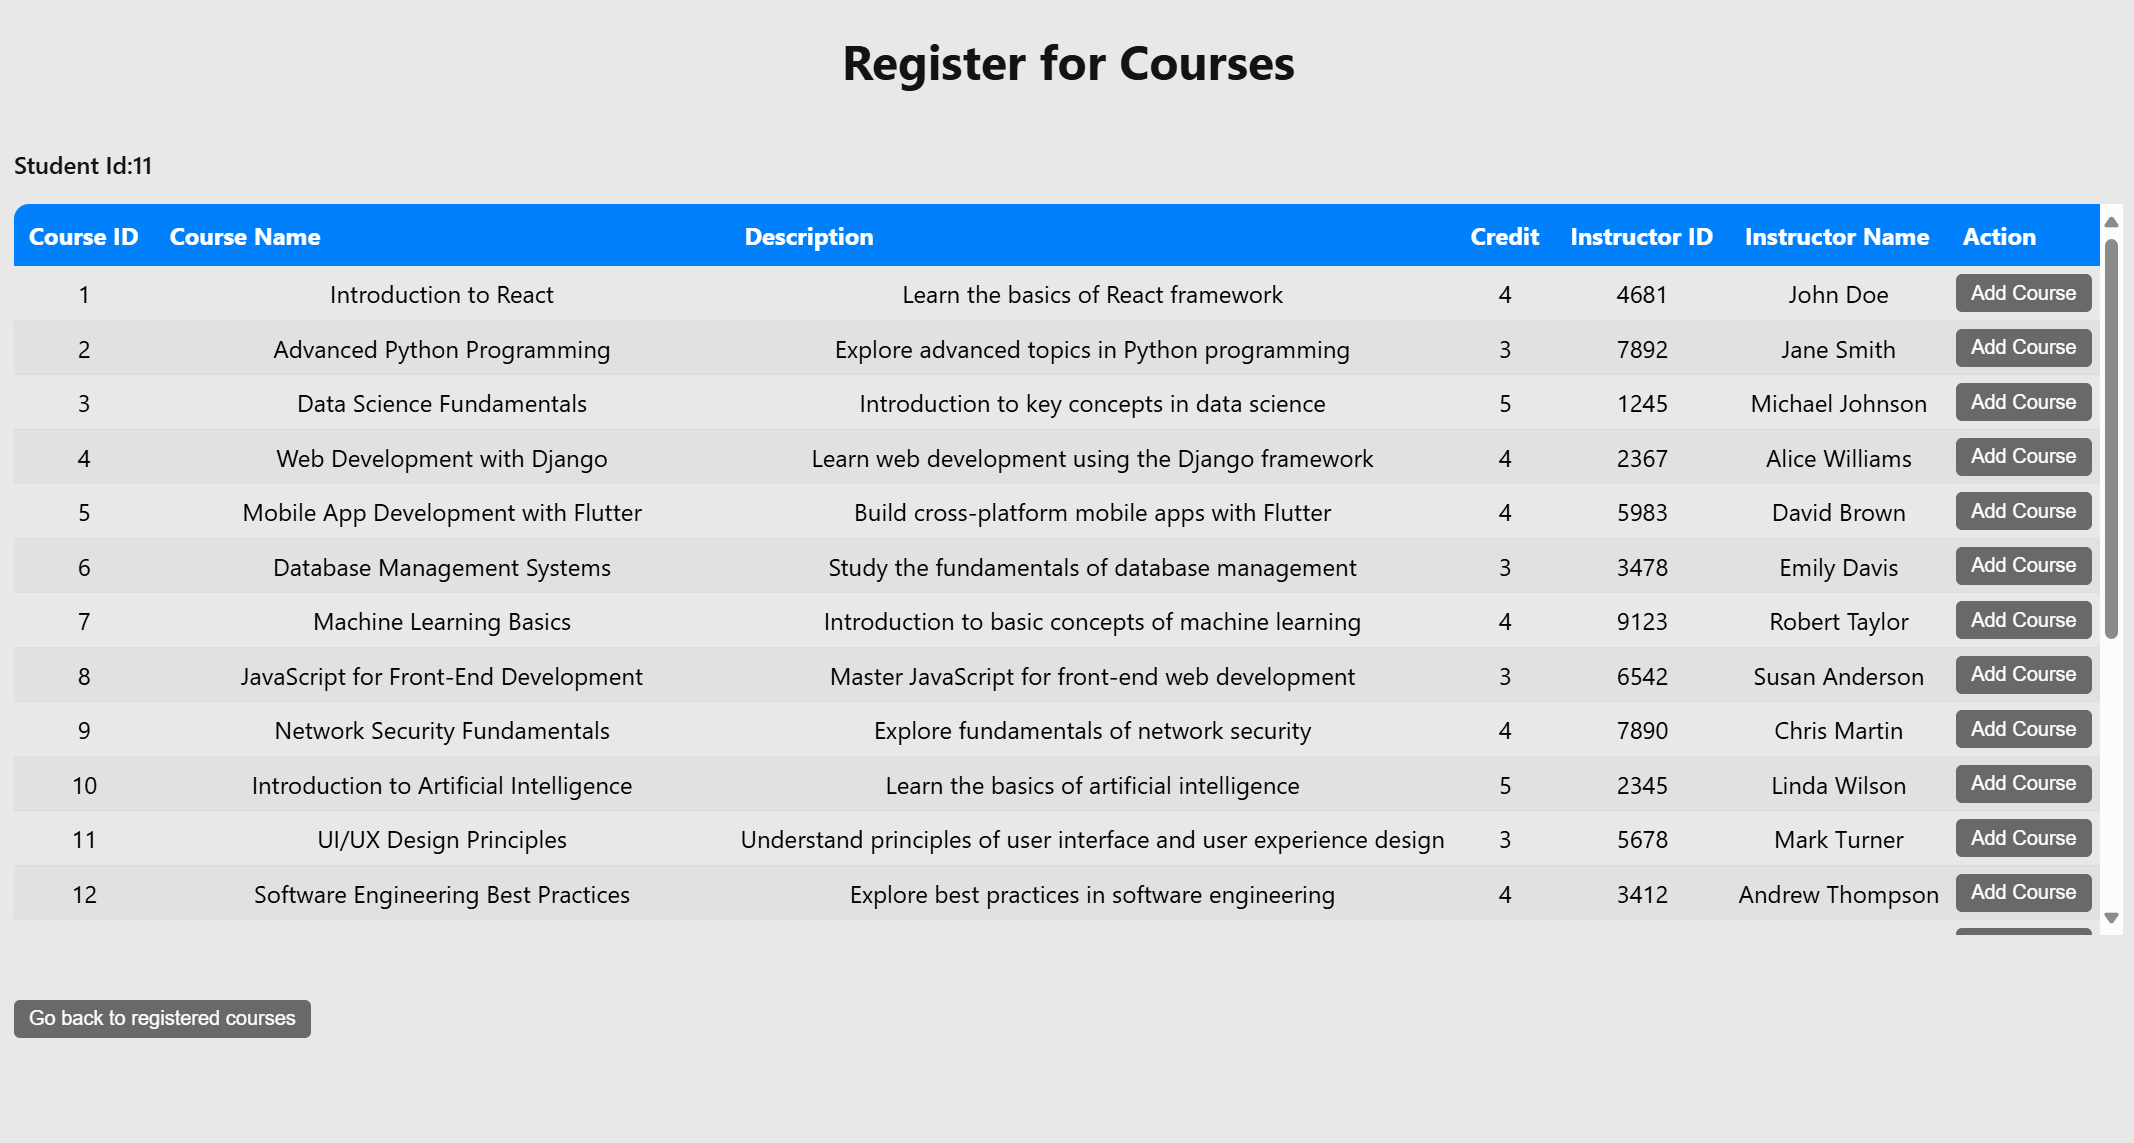 Register for Courses
Student Id:11
Course ID Course Name Description Credit Instructor ID Instructor Name Action
1 Introduction to React Learn the basics of React framework 4 4681 John Doe Add Course
2 Advanced Python Programming Explore advanced topics in Python programming 3 7892 Jane Smith Add Course
3 Data Science Fundamentals Introduction to key concepts in data science 5 1245 Michael Johnson Add Course
4 Web Development with Django Learn web development using the Django framework 4 2367 Alice Williams Add Course
5 Mobile App Development with Flutter Build cross-platform mobile apps with Flutter 4 5983 David Brown Add Course
6 Database Management Systems Study the fundamentals of database management 3 3478 Emily Davis Add Course
7 Machine Learning Basics Introduction to basic concepts of machine learning 4 9123 Robert Taylor Add Course
8 JavaScript for Front-End Development Master JavaScript for front-end web development 3 6542 Susan Anderson Add Course
9 Network Security Fundamentals Explore fundamentals of network security 4 7890 Chris Martin Add Course
10 Introduction to Artificial Intelligence Learn the basics of artificial intelligence 5 2345 Linda Wilson Add Course
11 UI/UX Design Principles Understand principles of user interface and user experience design 3 5678 Mark Turner Add Course
12 Software Engineering Best Practices Explore best practices in software engineering 4 3412 Andrew Thompson Add Course
Go back to registered courses